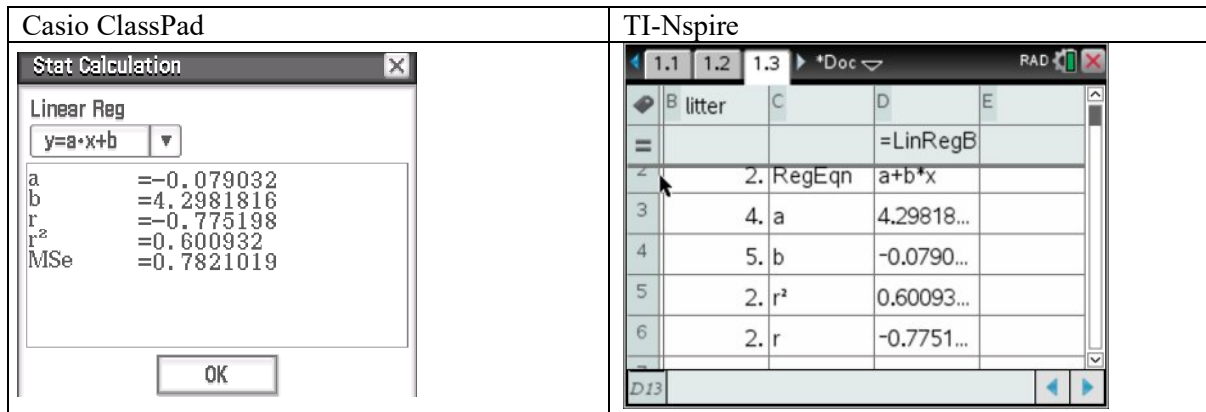 Casio ClassPad
TI-Nspire
Stat Calculation
Linear Reg
y=a•x+b
a =-0.079032
b =4.2981816
r =-0.775198
r² =0.600932
MSe =0.7821019
OK
1.1 1.2 1.3 *Doc RAD
B litter C D E
= =LinRegB
2 2. RegEqn a+b*x
3 4. a 4.29818...
4 5. b -0.0790...
5 2. r² 0.60093...
6 2. r -0.7751...
D13